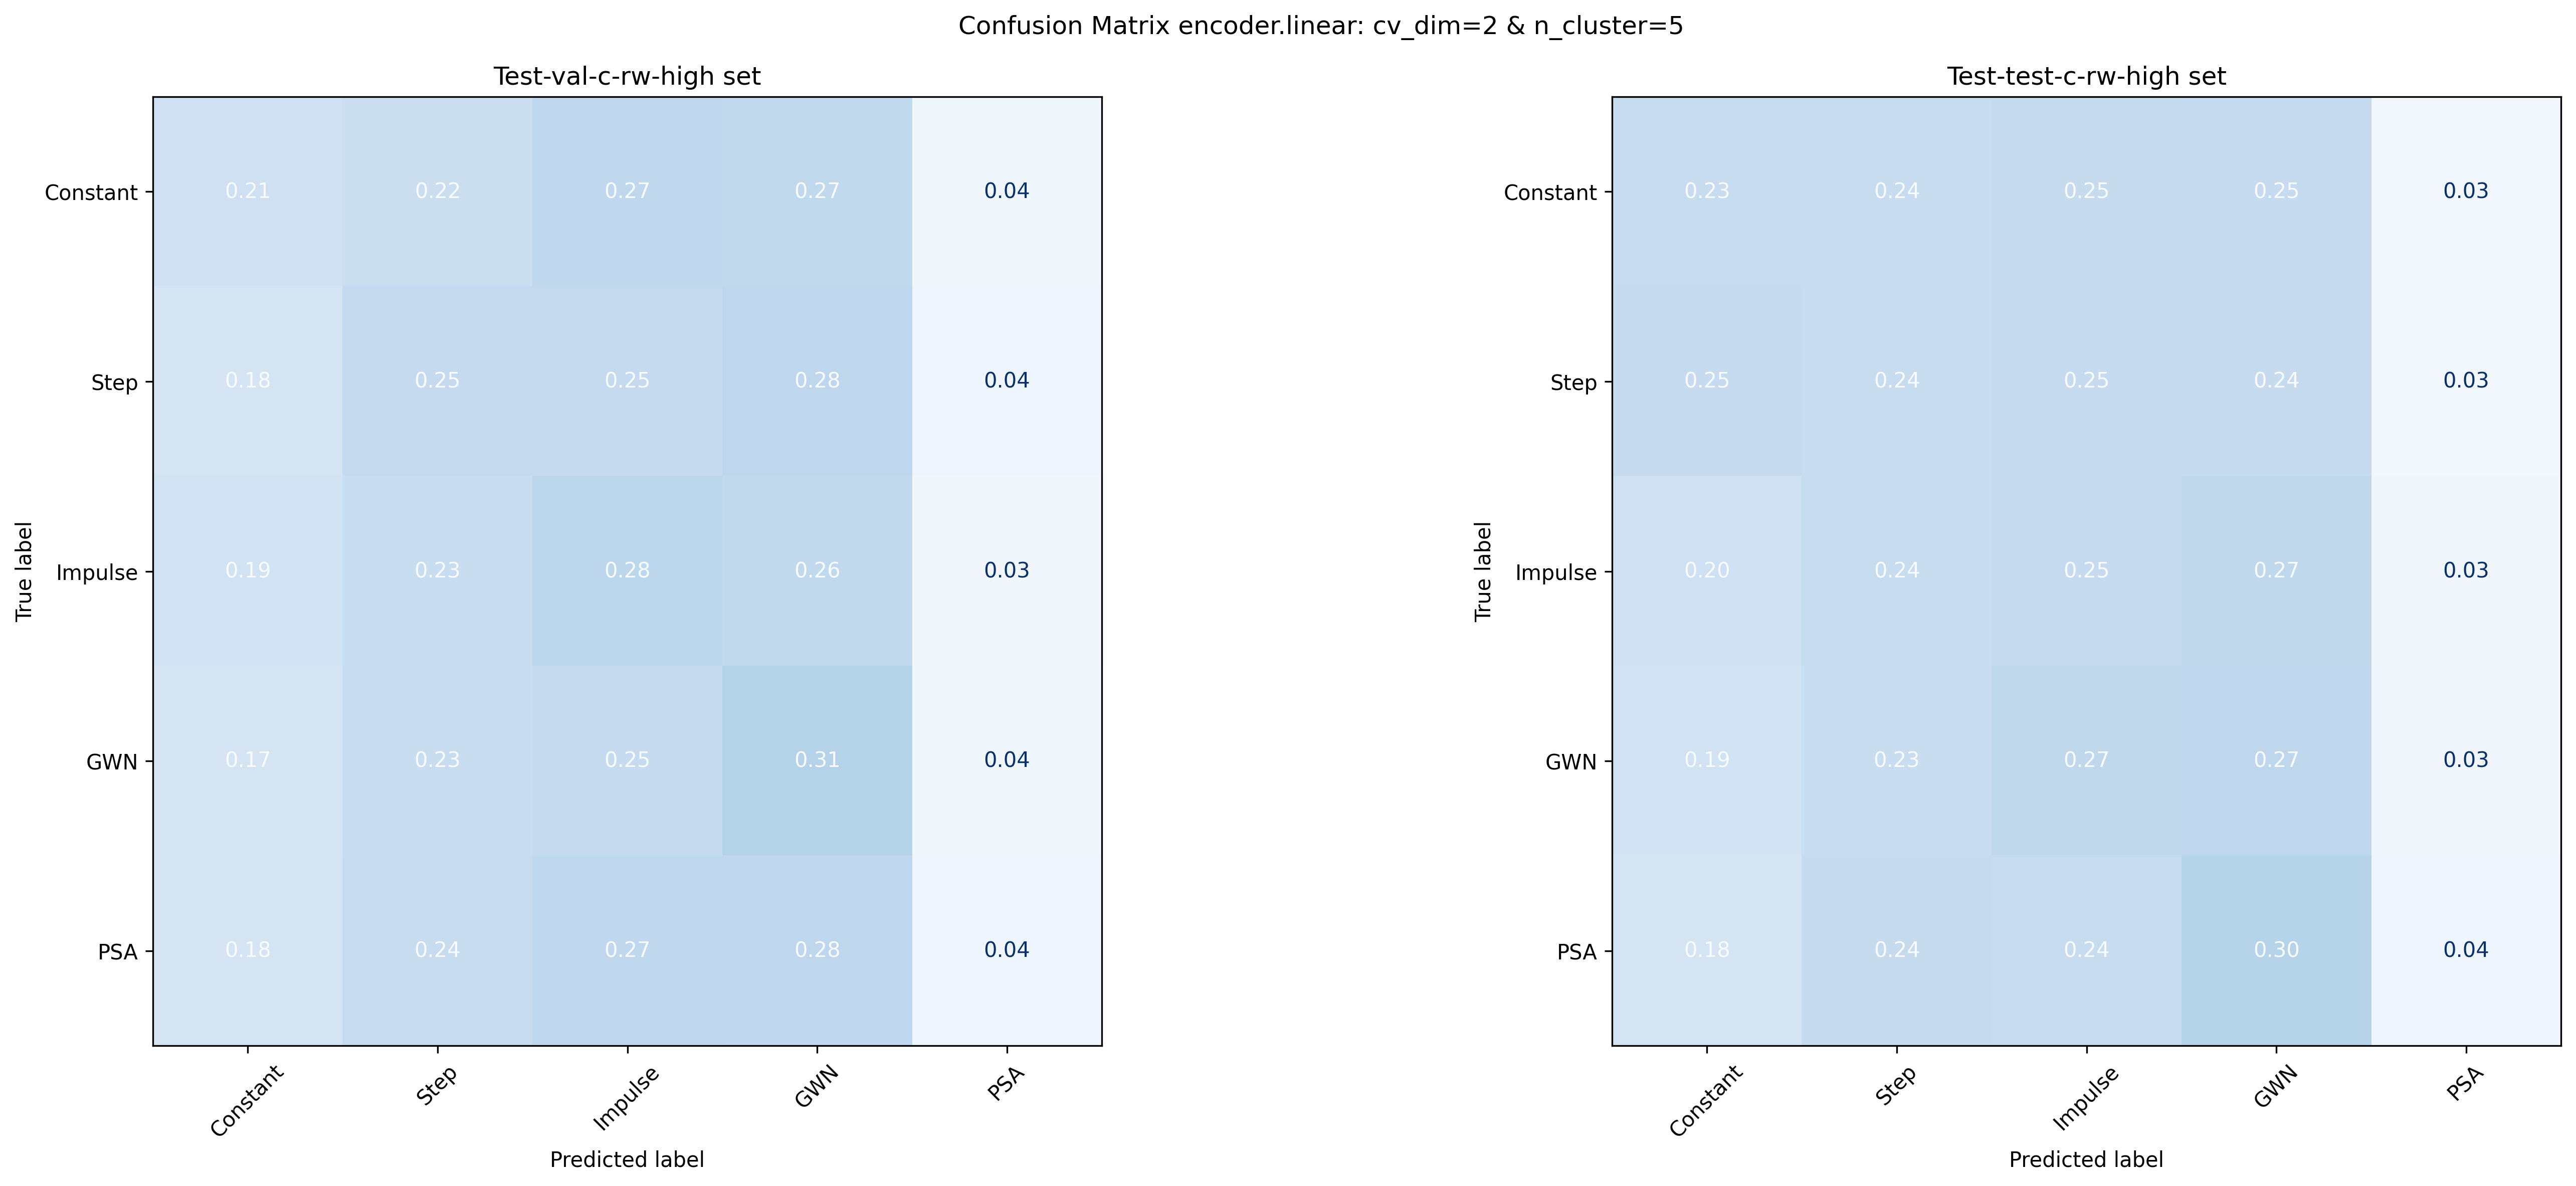 Confusion Matrix encoder.linear: cv_dim=2 & n_cluster=5
Test-val-c-rw-high set
True label
Constant 0.21 0.22 0.27 0.27 0.04
Step 0.18 0.25 0.25 0.28 0.04
Impulse 0.19 0.23 0.28 0.26 0.03
GWN 0.17 0.23 0.25 0.31 0.04
PSA 0.18 0.24 0.27 0.28 0.04
Constant Step Impulse GWN PSA
Predicted label
Test-test-c-rw-high set
True label
Constant 0.23 0.24 0.25 0.25 0.03
Step 0.25 0.24 0.25 0.24 0.03
Impulse 0.20 0.24 0.25 0.27 0.03
GWN 0.19 0.23 0.27 0.27 0.03
PSA 0.18 0.24 0.24 0.30 0.04
Constant Step Impulse GWN PSA
Predicted label